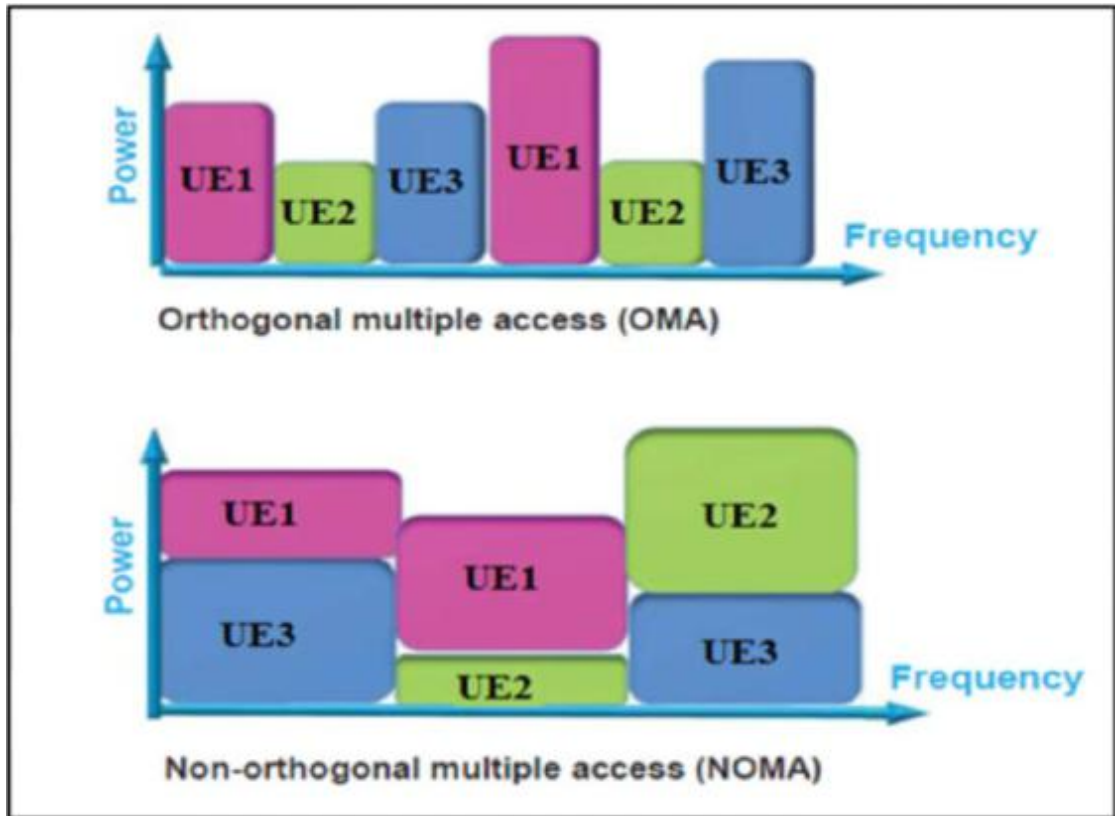 Power
UE1
UE2
UE3
UE1
UE2
UE3
Frequency
Orthogonal multiple access (OMA)
Power
UE1
UE3
UE1
UE2
UE2
UE3
Frequency
Non-orthogonal multiple access (NOMA)